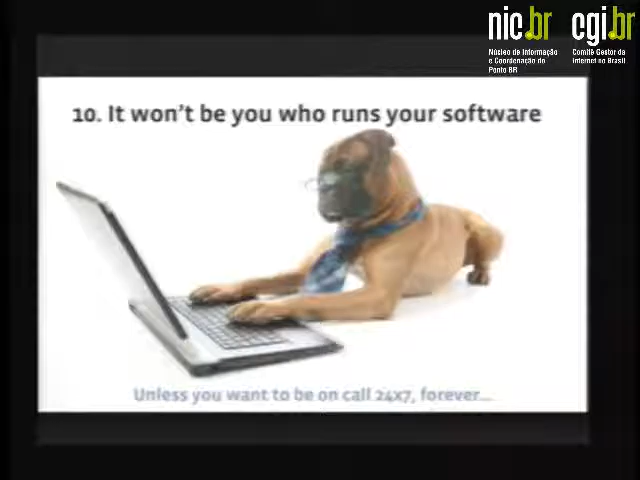 nic.br cgi.br
Núcleo de Informação
e Coordenação do
Ponto BR
Comitê Gestor da
Internet no Brasil
10. It won't be you who runs your software
Unless you want to be on call 24x7, forever...